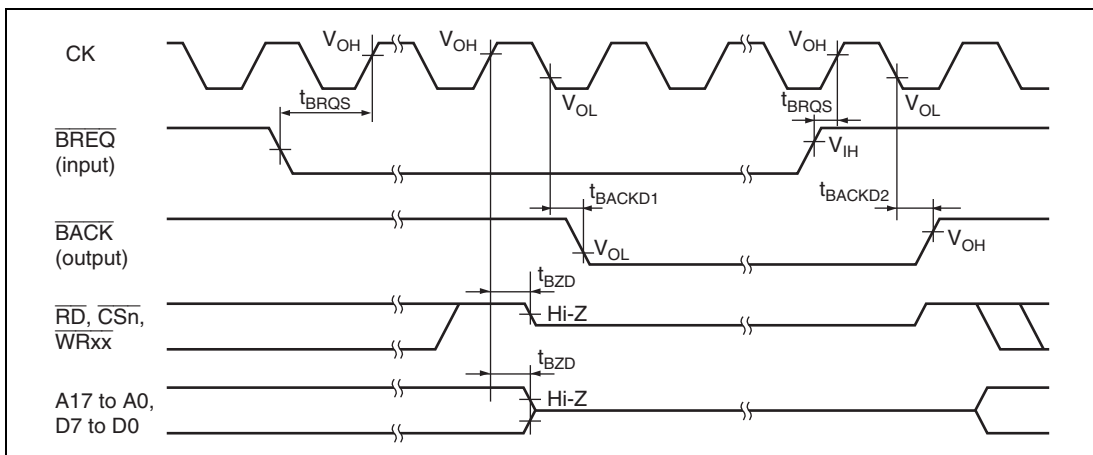 CK
V_OH
V_OH
V_OH
V_OL
V_OL
t_BRQS
t_BRQS
BREQ
(input)
V_IH
t_BACKD1
t_BACKD2
BACK
(output)
V_OL
V_OH
t_BZD
RD, CSn,
WRxx
Hi-Z
t_BZD
A17 to A0,
D7 to D0
Hi-Z